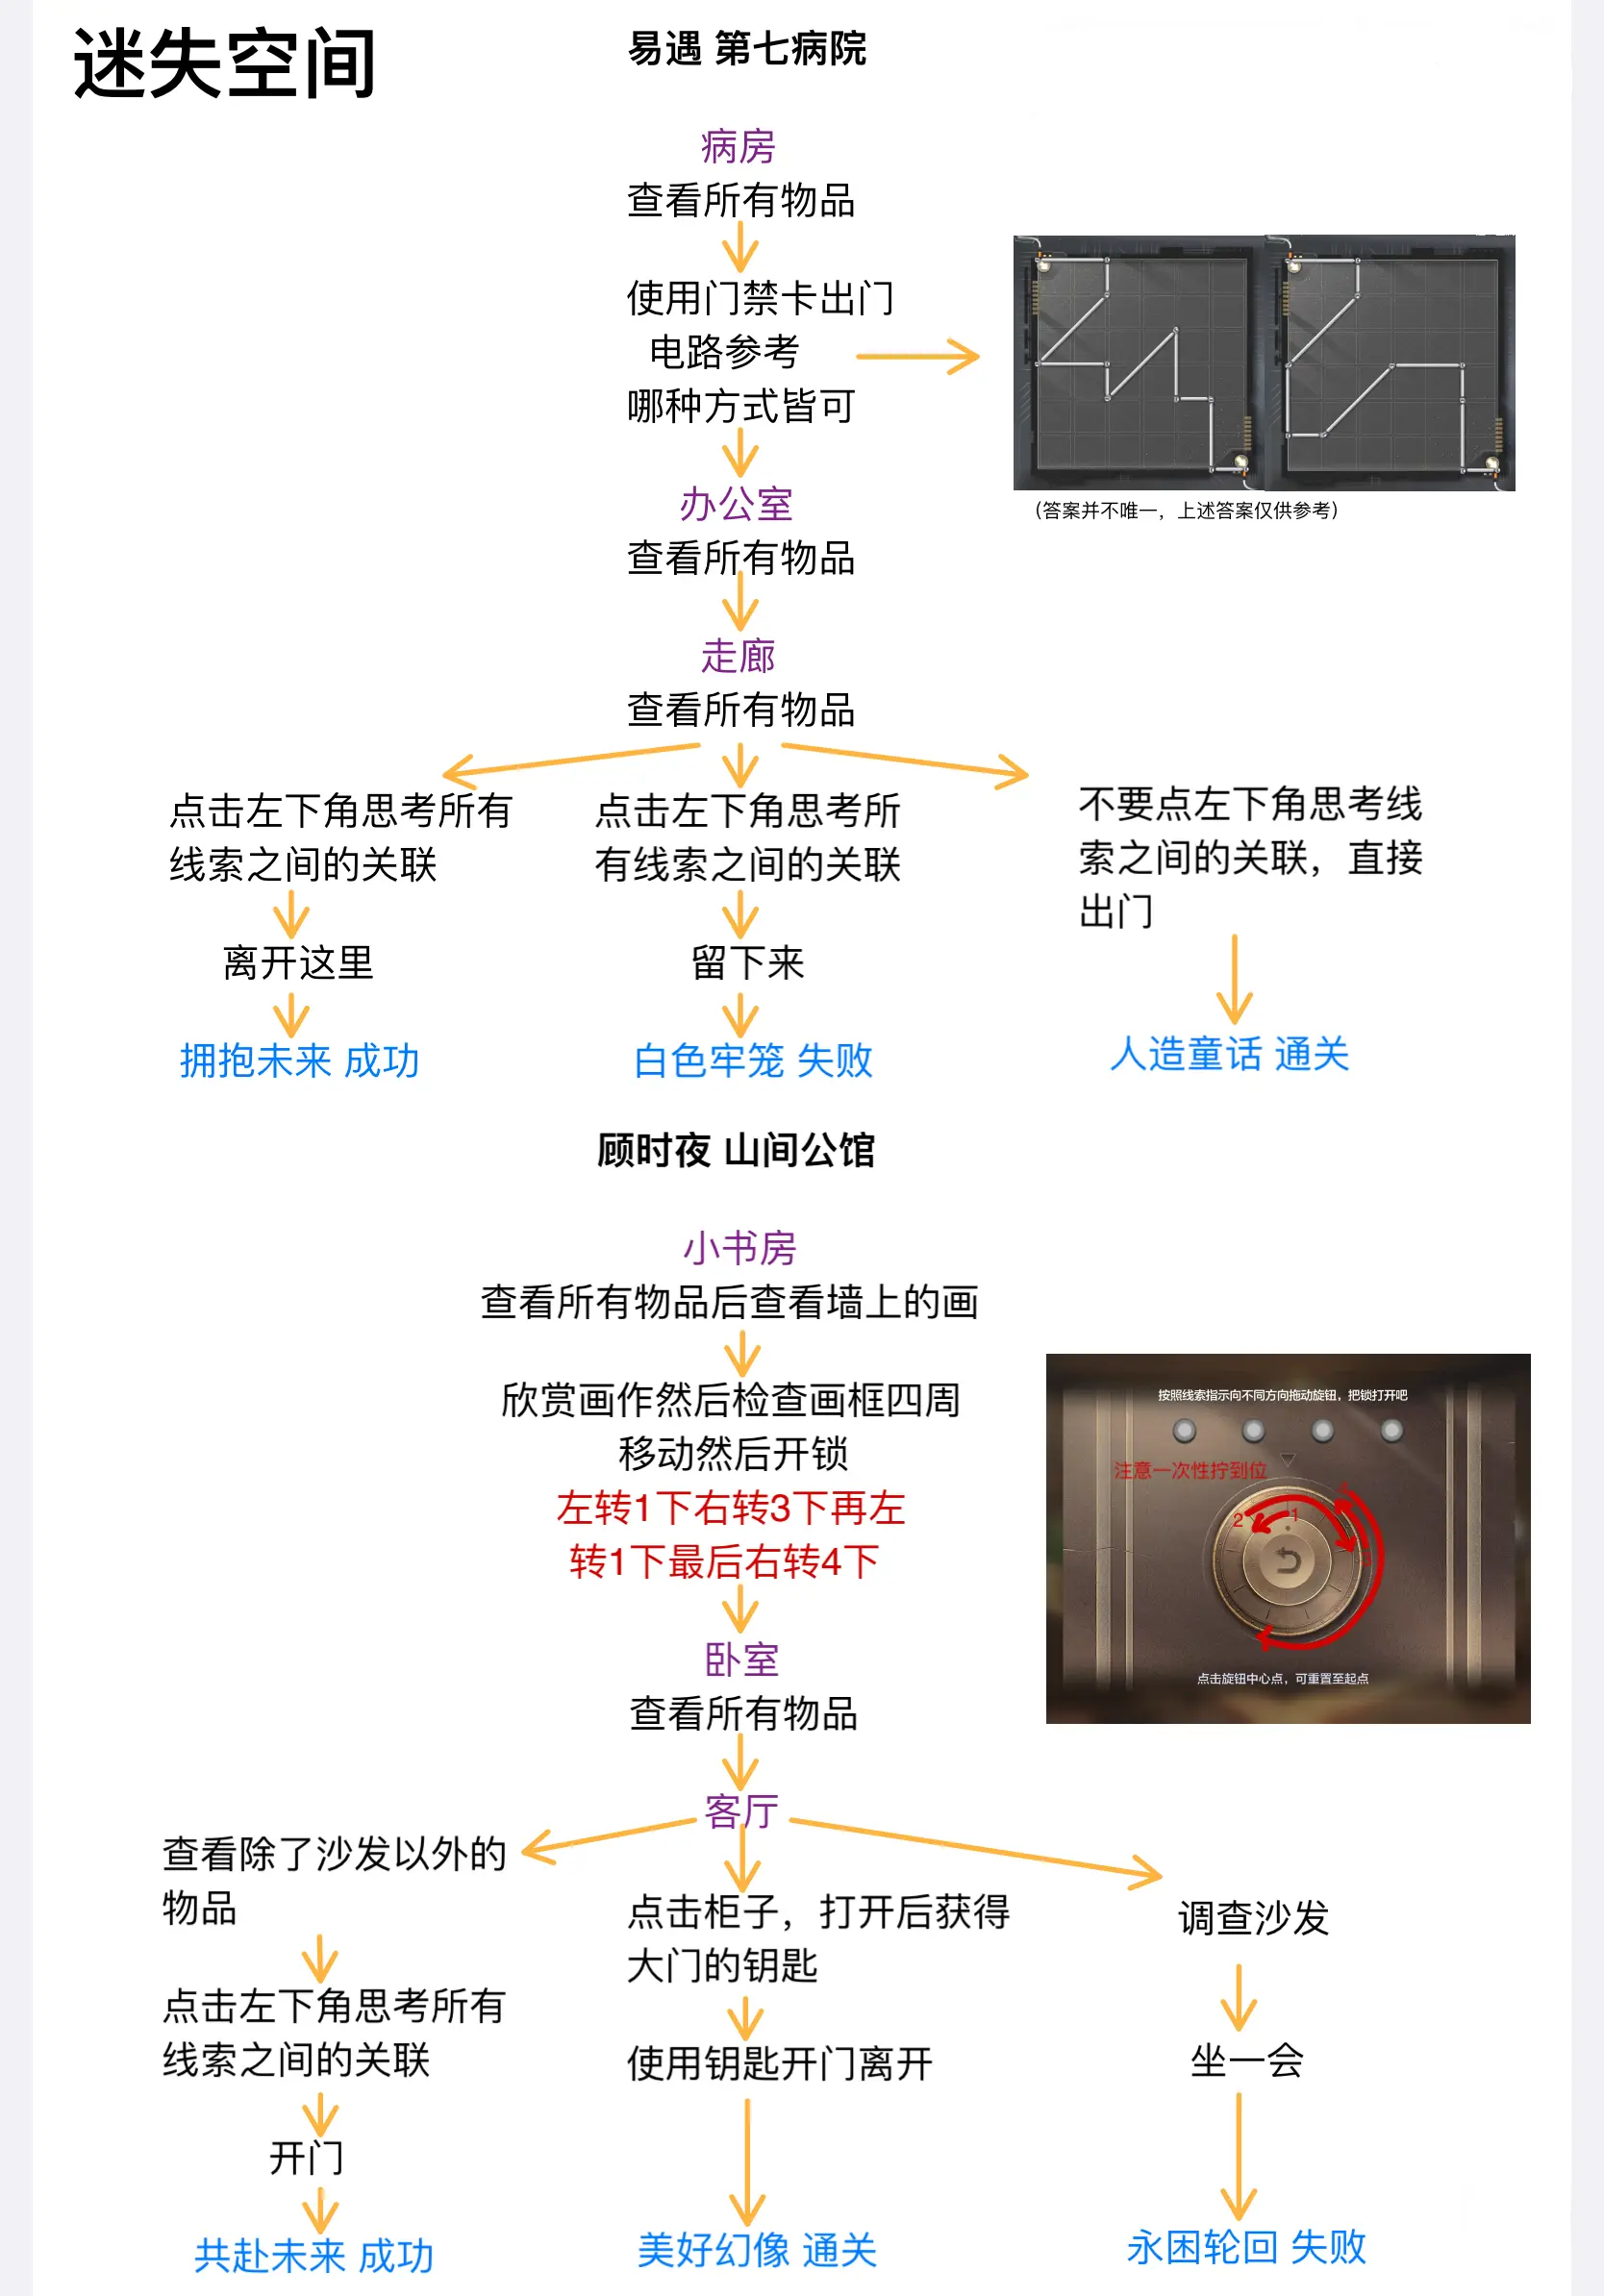 迷失空间
易遇 第七病院
病房
查看所有物品
使用门禁卡出门
电路参考
哪种方式皆可
(答案并不唯一，上述答案仅供参考)
办公室
查看所有物品
走廊
查看所有物品
点击左下角思考所有
线索之间的关联
离开这里
拥抱未来 成功
点击左下角思考所
有线索之间的关联
留下来
白色牢笼 失败
不要点左下角思考线
索之间的关联，直接
出门
人造童话 通关
顾时夜 山间公馆
小书房
查看所有物品后查看墙上的画
欣赏画作然后检查画框四周
移动然后开锁
左转1下右转3下再左
转1下最后右转4下
按照线索指示向不同方向拖动旋钮，把锁打开吧
注意一次性拧到位
2
1
点击旋钮中心点，可重置至起点
卧室
查看所有物品
客厅
查看除了沙发以外的
物品
点击左下角思考所有
线索之间的关联
开门
共赴未来 成功
点击柜子，打开后获得
大门的钥匙
使用钥匙开门离开
美好幻像 通关
调查沙发
坐一会
永困轮回 失败